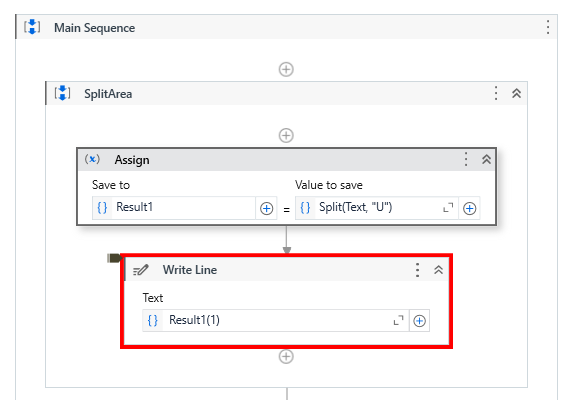 Main Sequence
SplitArea
Assign
Save to
Value to save
Result1
=
Split(Text, "U")
Write Line
Text
Result1(1)